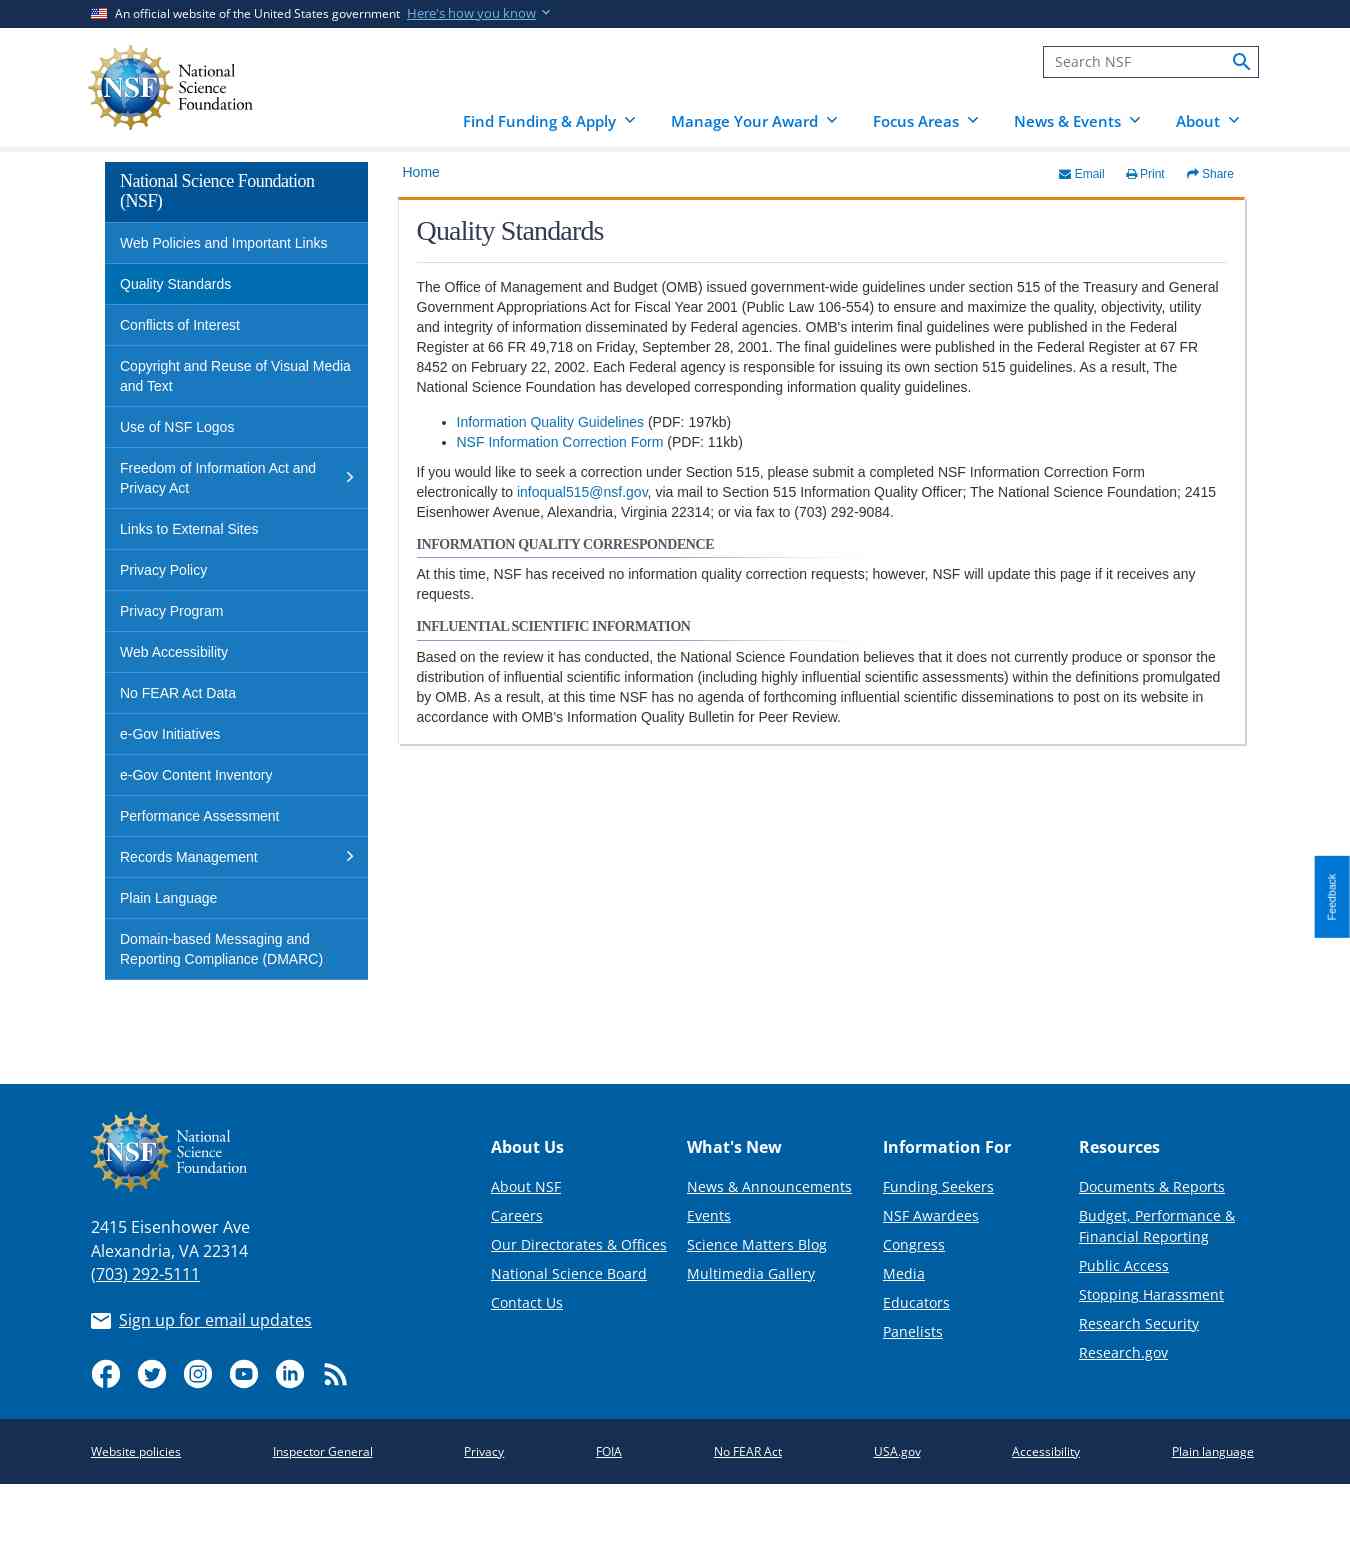 An official website of the United States government Here's how you know
NSF
National
Science
Foundation
Search NSF
Find Funding & Apply Manage Your Award Focus Areas News & Events About
National Science Foundation
(NSF)
Web Policies and Important Links
Quality Standards
Conflicts of Interest
Copyright and Reuse of Visual Media
and Text
Use of NSF Logos
Freedom of Information Act and
Privacy Act
Links to External Sites
Privacy Policy
Privacy Program
Web Accessibility
No FEAR Act Data
e-Gov Initiatives
e-Gov Content Inventory
Performance Assessment
Records Management
Plain Language
Domain-based Messaging and
Reporting Compliance (DMARC)
Home
Email Print Share
Quality Standards
The Office of Management and Budget (OMB) issued government-wide guidelines under section 515 of the Treasury and General
Government Appropriations Act for Fiscal Year 2001 (Public Law 106-554) to ensure and maximize the quality, objectivity, utility
and integrity of information disseminated by Federal agencies. OMB's interim final guidelines were published in the Federal
Register at 66 FR 49,718 on Friday, September 28, 2001. The final guidelines were published in the Federal Register at 67 FR
8452 on February 22, 2002. Each Federal agency is responsible for issuing its own section 515 guidelines. As a result, The
National Science Foundation has developed corresponding information quality guidelines.
• Information Quality Guidelines (PDF: 197kb)
• NSF Information Correction Form (PDF: 11kb)
If you would like to seek a correction under Section 515, please submit a completed NSF Information Correction Form
electronically to infoqual515@nsf.gov, via mail to Section 515 Information Quality Officer; The National Science Foundation; 2415
Eisenhower Avenue, Alexandria, Virginia 22314; or via fax to (703) 292-9084.
INFORMATION QUALITY CORRESPONDENCE
At this time, NSF has received no information quality correction requests; however, NSF will update this page if it receives any
requests.
INFLUENTIAL SCIENTIFIC INFORMATION
Based on the review it has conducted, the National Science Foundation believes that it does not currently produce or sponsor the
distribution of influential scientific information (including highly influential scientific assessments) within the definitions promulgated
by OMB. As a result, at this time NSF has no agenda of forthcoming influential scientific disseminations to post on its website in
accordance with OMB's Information Quality Bulletin for Peer Review.
Feedback
NSF
National
Science
Foundation
2415 Eisenhower Ave
Alexandria, VA 22314
(703) 292-5111
Sign up for email updates
About Us
About NSF
Careers
Our Directorates & Offices
National Science Board
Contact Us
What's New
News & Announcements
Events
Science Matters Blog
Multimedia Gallery
Information For
Funding Seekers
NSF Awardees
Congress
Media
Educators
Panelists
Resources
Documents & Reports
Budget, Performance &
Financial Reporting
Public Access
Stopping Harassment
Research Security
Research.gov
Website policies Inspector General Privacy FOIA No FEAR Act USA.gov Accessibility Plain language